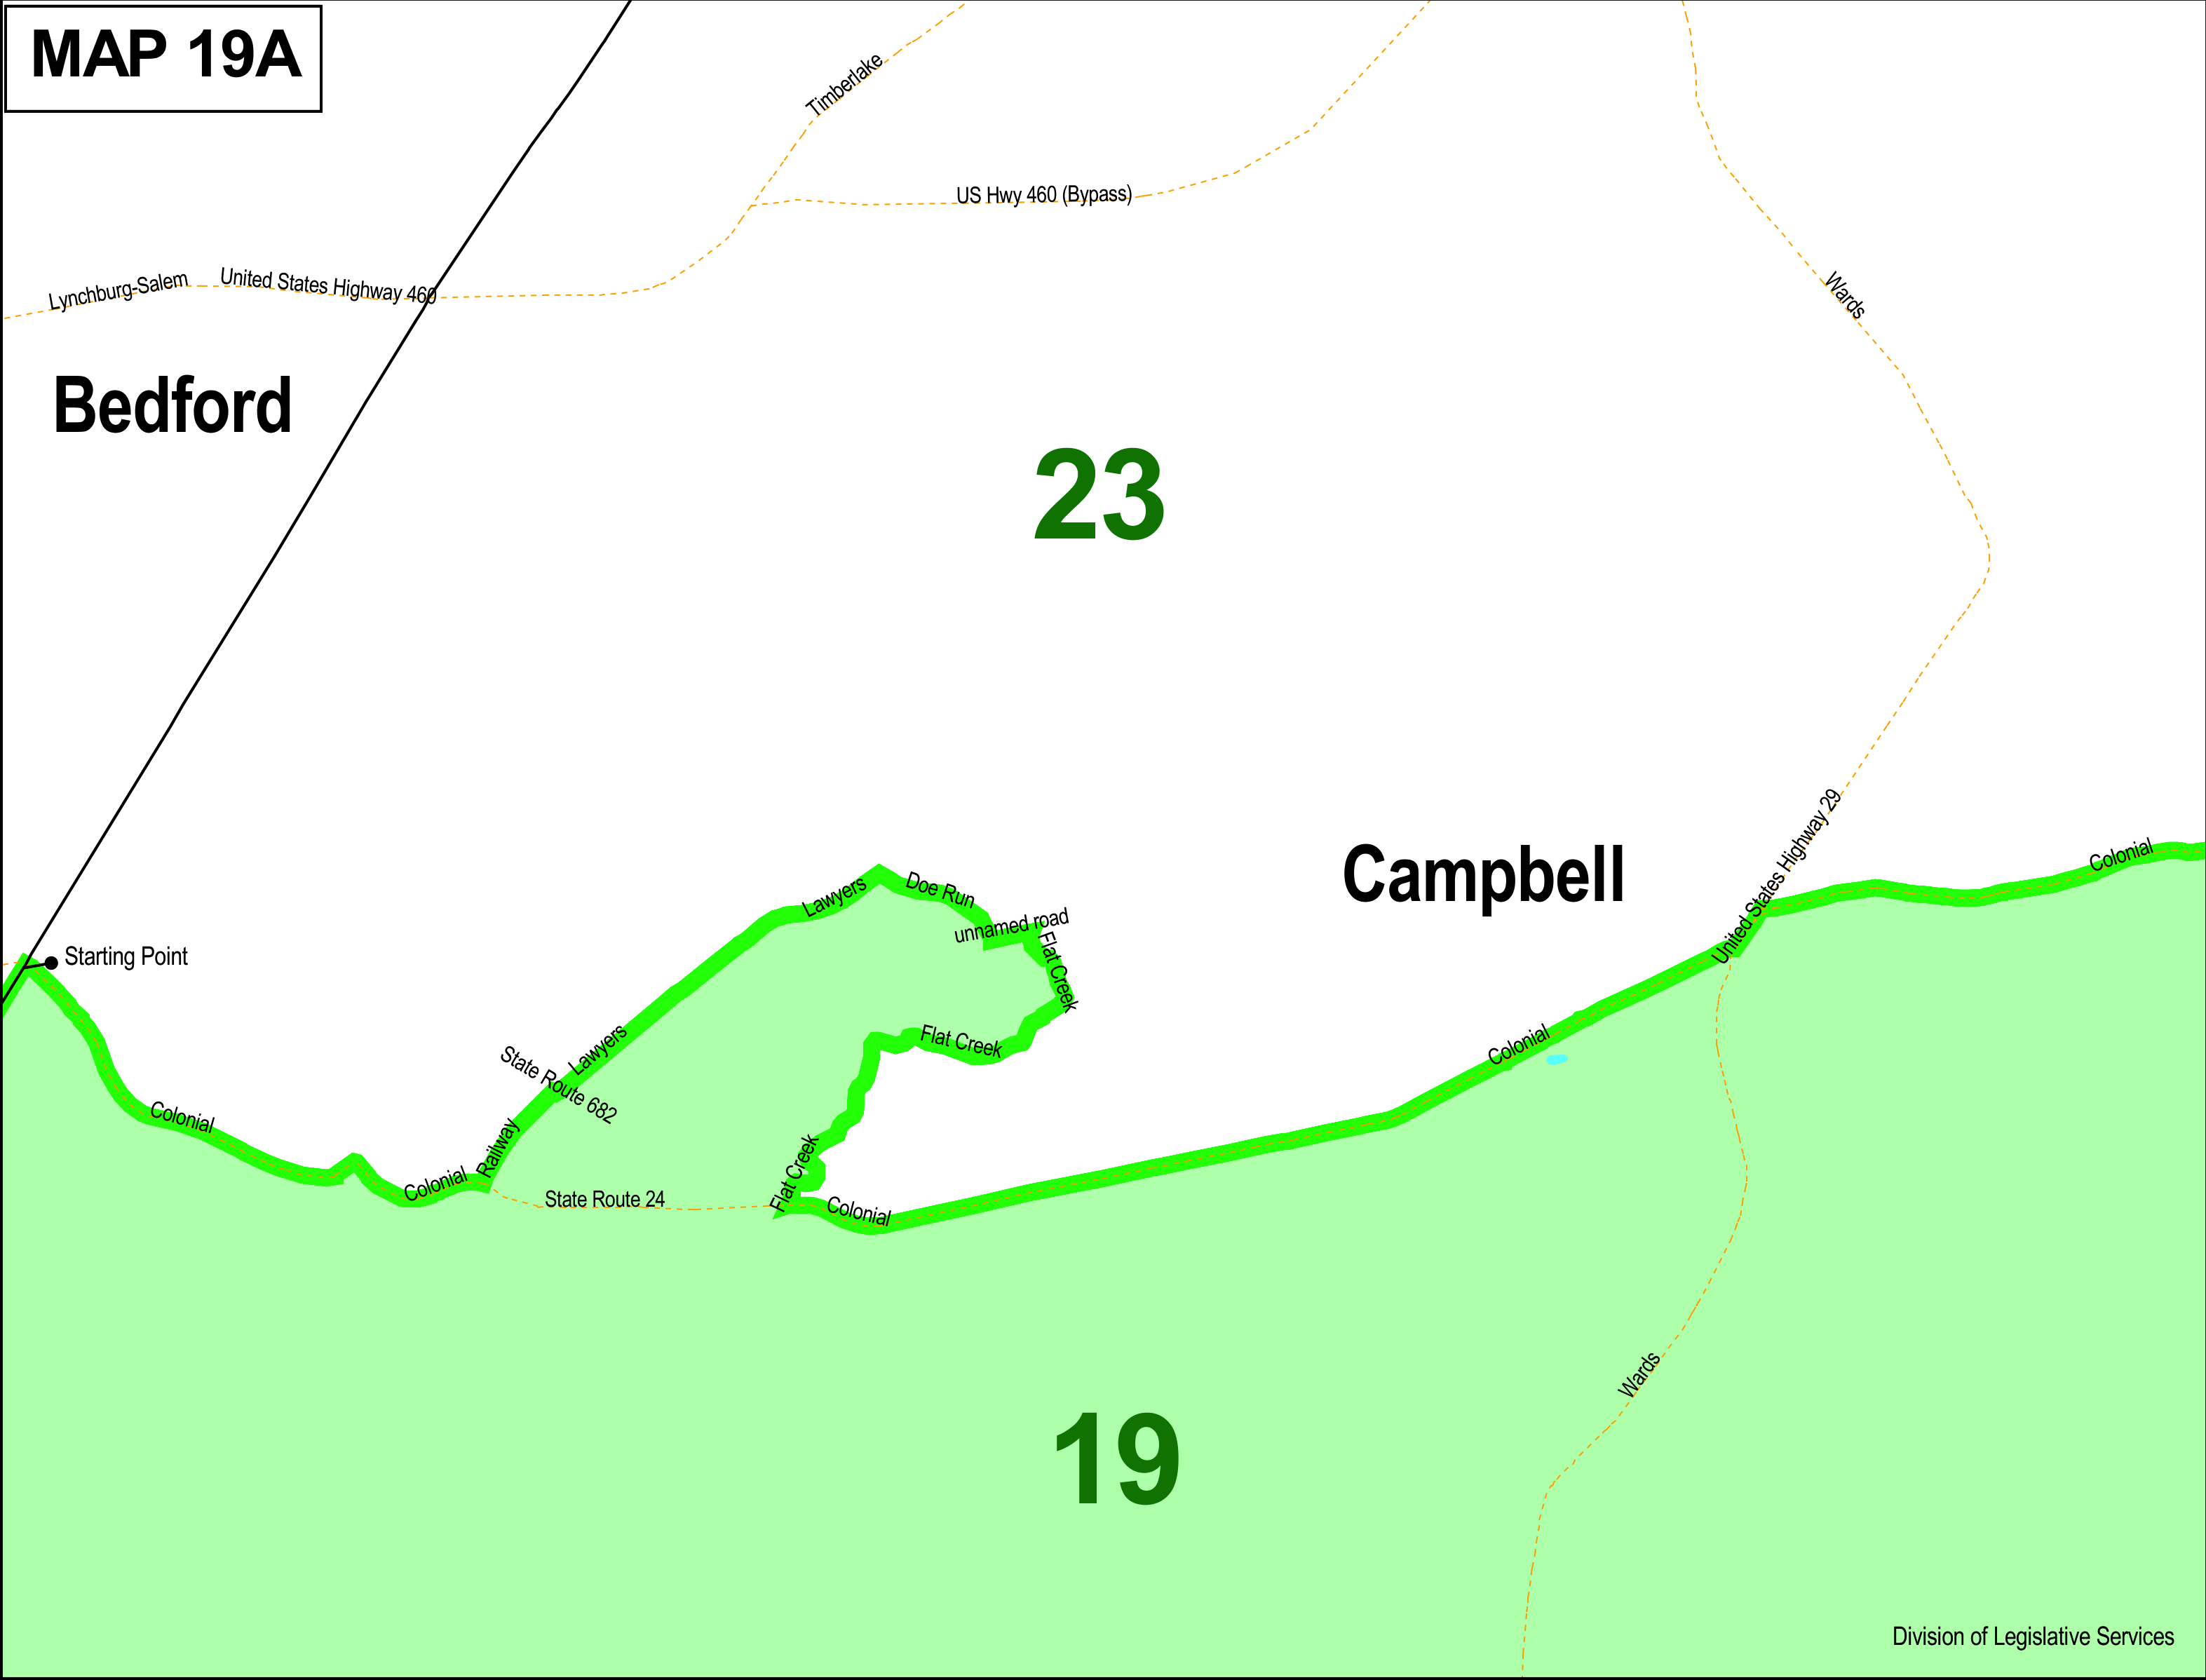 MAP 19A
Timberlake
US Hwy 460 (Bypass)
Lynchburg-Salem
United States Highway 460
Wards
Bedford
23
United States Highway 29
Campbell
Colonial
Lawyers
Doe Run
unnamed road
Flat Creek
Starting Point
Flat Creek
Lawyers
State Route 682
Colonial
Colonial
Railway
Flat Creek
Colonial
State Route 24
Colonial
Wards
19
Division of Legislative Services